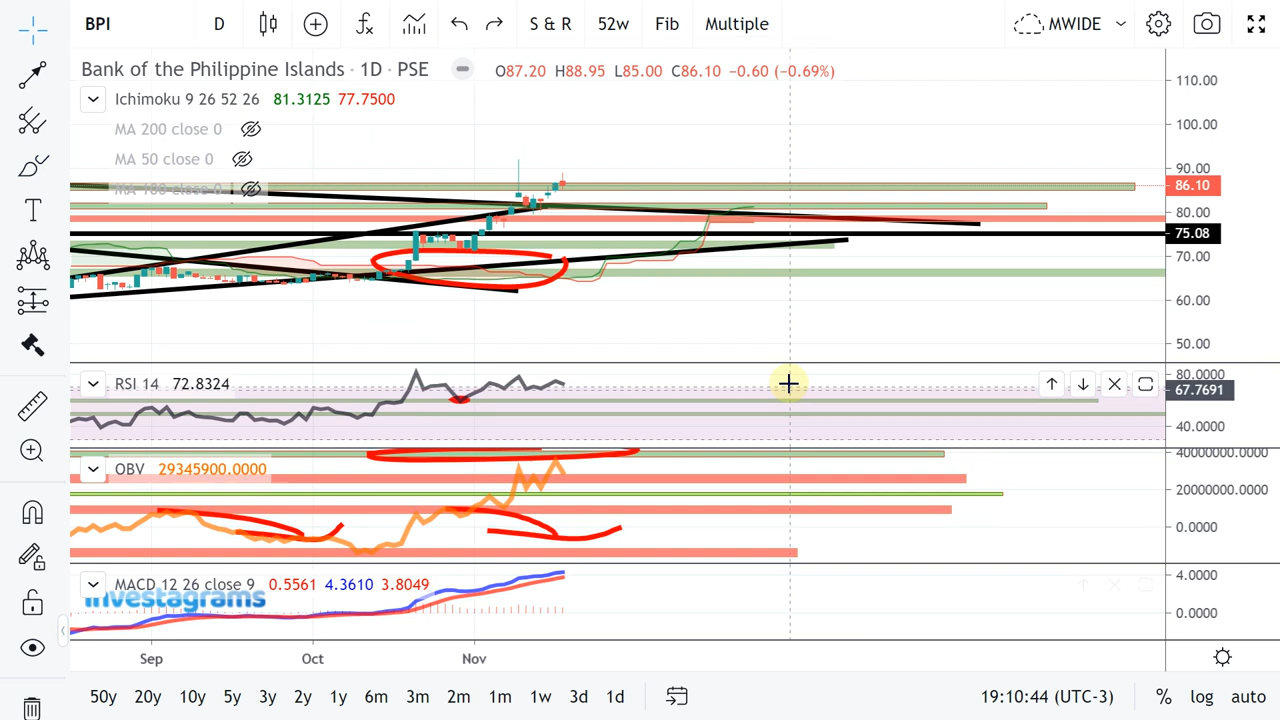 BPI D S & R 52w Fib Multiple MWIDE
Bank of the Philippine Islands · 1D · PSE O87.20 H88.95 L85.00 C86.10 −0.60 (−0.69%)
Ichimoku 9 26 52 26 81.3125 77.7500
MA 200 close 0
MA 50 close 0
MA 100 close 0
110.00
100.00
90.00
86.10
80.00
75.08
70.00
60.00
50.00
RSI 14 72.8324
80.0000
67.7691
40.0000
OBV 29345900.0000
40000000.0000
20000000.0000
0.0000
MACD 12 26 close 9 0.5561 4.3610 3.8049
investagrams
4.0000
0.0000
Sep Oct Nov
50y 20y 10y 5y 3y 2y 1y 6m 3m 2m 1m 1w 3d 1d 19:10:44 (UTC-3) % log auto